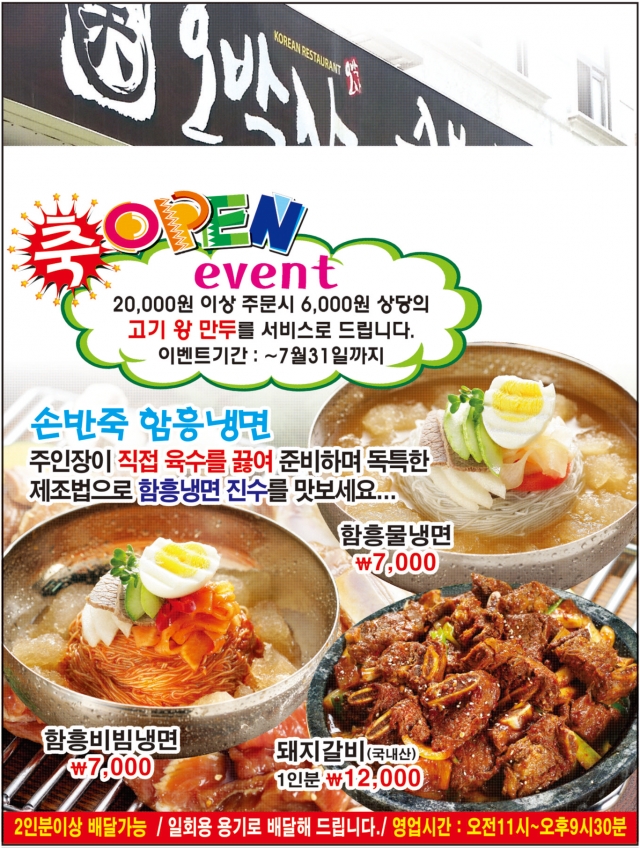 KOREAN RESTAURANT
오박사
축 OPEN
event
20,000원 이상 주문시 6,000원 상당의
고기 왕 만두를 서비스로 드립니다.
이벤트기간 : ~7월31일까지
손반죽 함흥냉면
주인장이 직접 육수를 끓여 준비하며 독특한
제조법으로 함흥냉면 진수를 맛보세요...
함흥물냉면
₩7,000
함흥비빔냉면
₩7,000
돼지갈비(국내산)
1인분 ₩12,000
2인분이상 배달가능 / 일회용 용기로 배달해 드립니다./ 영업시간 : 오전11시~오후9시30분